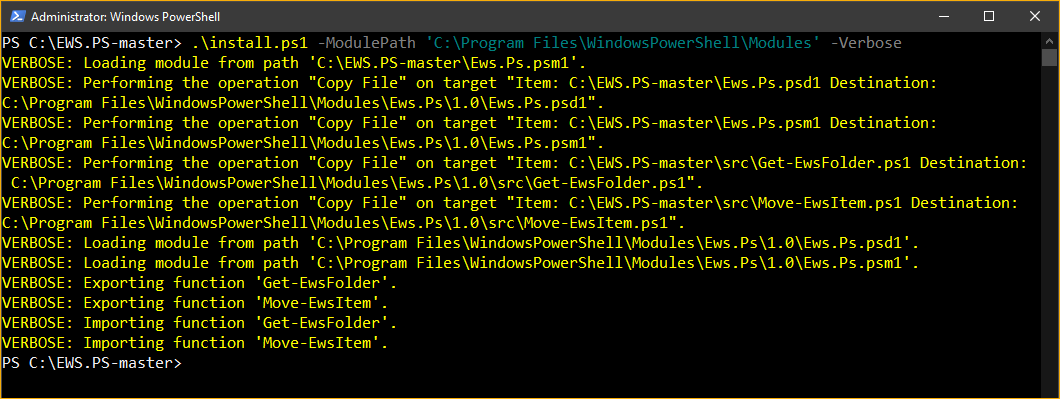 Administrator: Windows PowerShell
PS C:\EWS.PS-master> .\install.ps1 -ModulePath 'C:\Program Files\WindowsPowerShell\Modules' -Verbose
VERBOSE: Loading module from path 'C:\EWS.PS-master\Ews.Ps.psm1'.
VERBOSE: Performing the operation "Copy File" on target "Item: C:\EWS.PS-master\Ews.Ps.psd1 Destination:
C:\Program Files\WindowsPowerShell\Modules\Ews.Ps\1.0\Ews.Ps.psd1".
VERBOSE: Performing the operation "Copy File" on target "Item: C:\EWS.PS-master\Ews.Ps.psm1 Destination:
C:\Program Files\WindowsPowerShell\Modules\Ews.Ps\1.0\Ews.Ps.psm1".
VERBOSE: Performing the operation "Copy File" on target "Item: C:\EWS.PS-master\src\Get-EwsFolder.ps1 Destination:
 C:\Program Files\WindowsPowerShell\Modules\Ews.Ps\1.0\src\Get-EwsFolder.ps1".
VERBOSE: Performing the operation "Copy File" on target "Item: C:\EWS.PS-master\src\Move-EwsItem.ps1 Destination:
C:\Program Files\WindowsPowerShell\Modules\Ews.Ps\1.0\src\Move-EwsItem.ps1".
VERBOSE: Loading module from path 'C:\Program Files\WindowsPowerShell\Modules\Ews.Ps\1.0\Ews.Ps.psd1'.
VERBOSE: Loading module from path 'C:\Program Files\WindowsPowerShell\Modules\Ews.Ps\1.0\Ews.Ps.psm1'.
VERBOSE: Exporting function 'Get-EwsFolder'.
VERBOSE: Exporting function 'Move-EwsItem'.
VERBOSE: Importing function 'Get-EwsFolder'.
VERBOSE: Importing function 'Move-EwsItem'.
PS C:\EWS.PS-master>